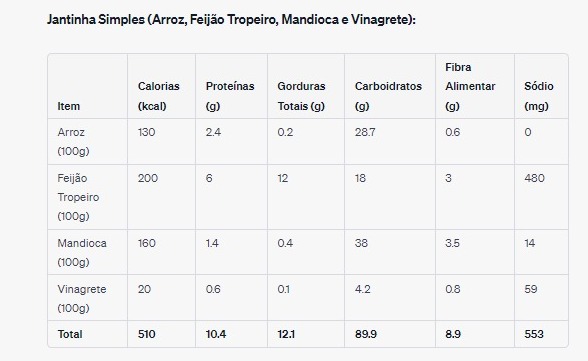 Jantinha Simples (Arroz, Feijão Tropeiro, Mandioca e Vinagrete):
Item Calorias (kcal) Proteínas (g) Gorduras Totais (g) Carboidratos (g) Fibra Alimentar (g) Sódio (mg)
Arroz (100g) 130 2.4 0.2 28.7 0.6 0
Feijão Tropeiro (100g) 200 6 12 18 3 480
Mandioca (100g) 160 1.4 0.4 38 3.5 14
Vinagrete (100g) 20 0.6 0.1 4.2 0.8 59
Total 510 10.4 12.1 89.9 8.9 553